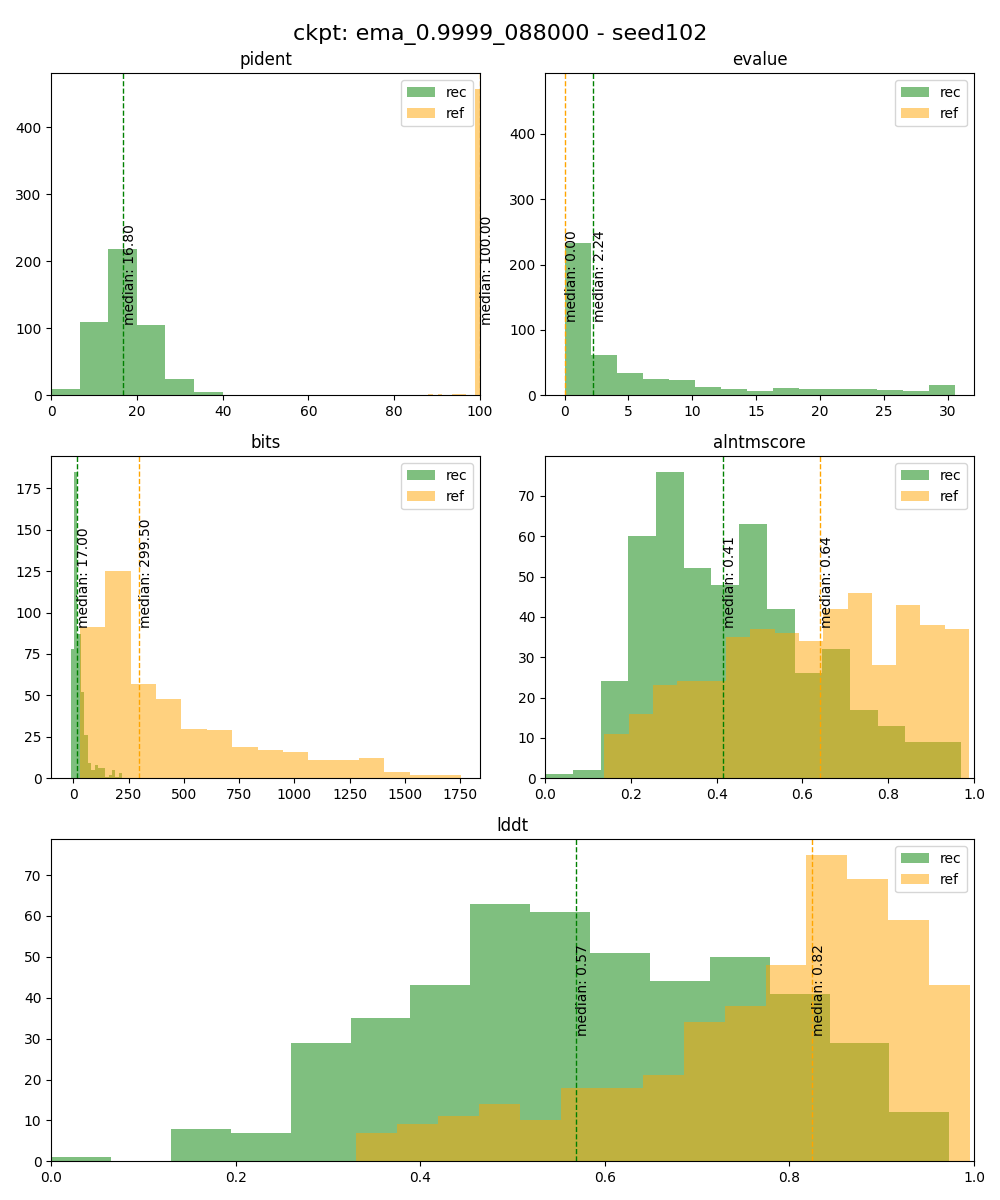 ckpt: ema_0.9999_088000 - seed102
pident
rec
ref
median: 16.80
median: 100.00
400
300
200
100
0
0 20 40 60 80 100
evalue
rec
ref
median: 0.00
median: 2.24
400
300
200
100
0
0 5 10 15 20 25 30
bits
rec
ref
median: 17.00
median: 299.50
175
150
125
100
75
50
25
0
0 250 500 750 1000 1250 1500 1750
alntmscore
rec
ref
median: 0.41
median: 0.64
70
60
50
40
30
20
10
0
0.0 0.2 0.4 0.6 0.8 1.0
lddt
rec
ref
median: 0.57
median: 0.82
70
60
50
40
30
20
10
0
0.0 0.2 0.4 0.6 0.8 1.0